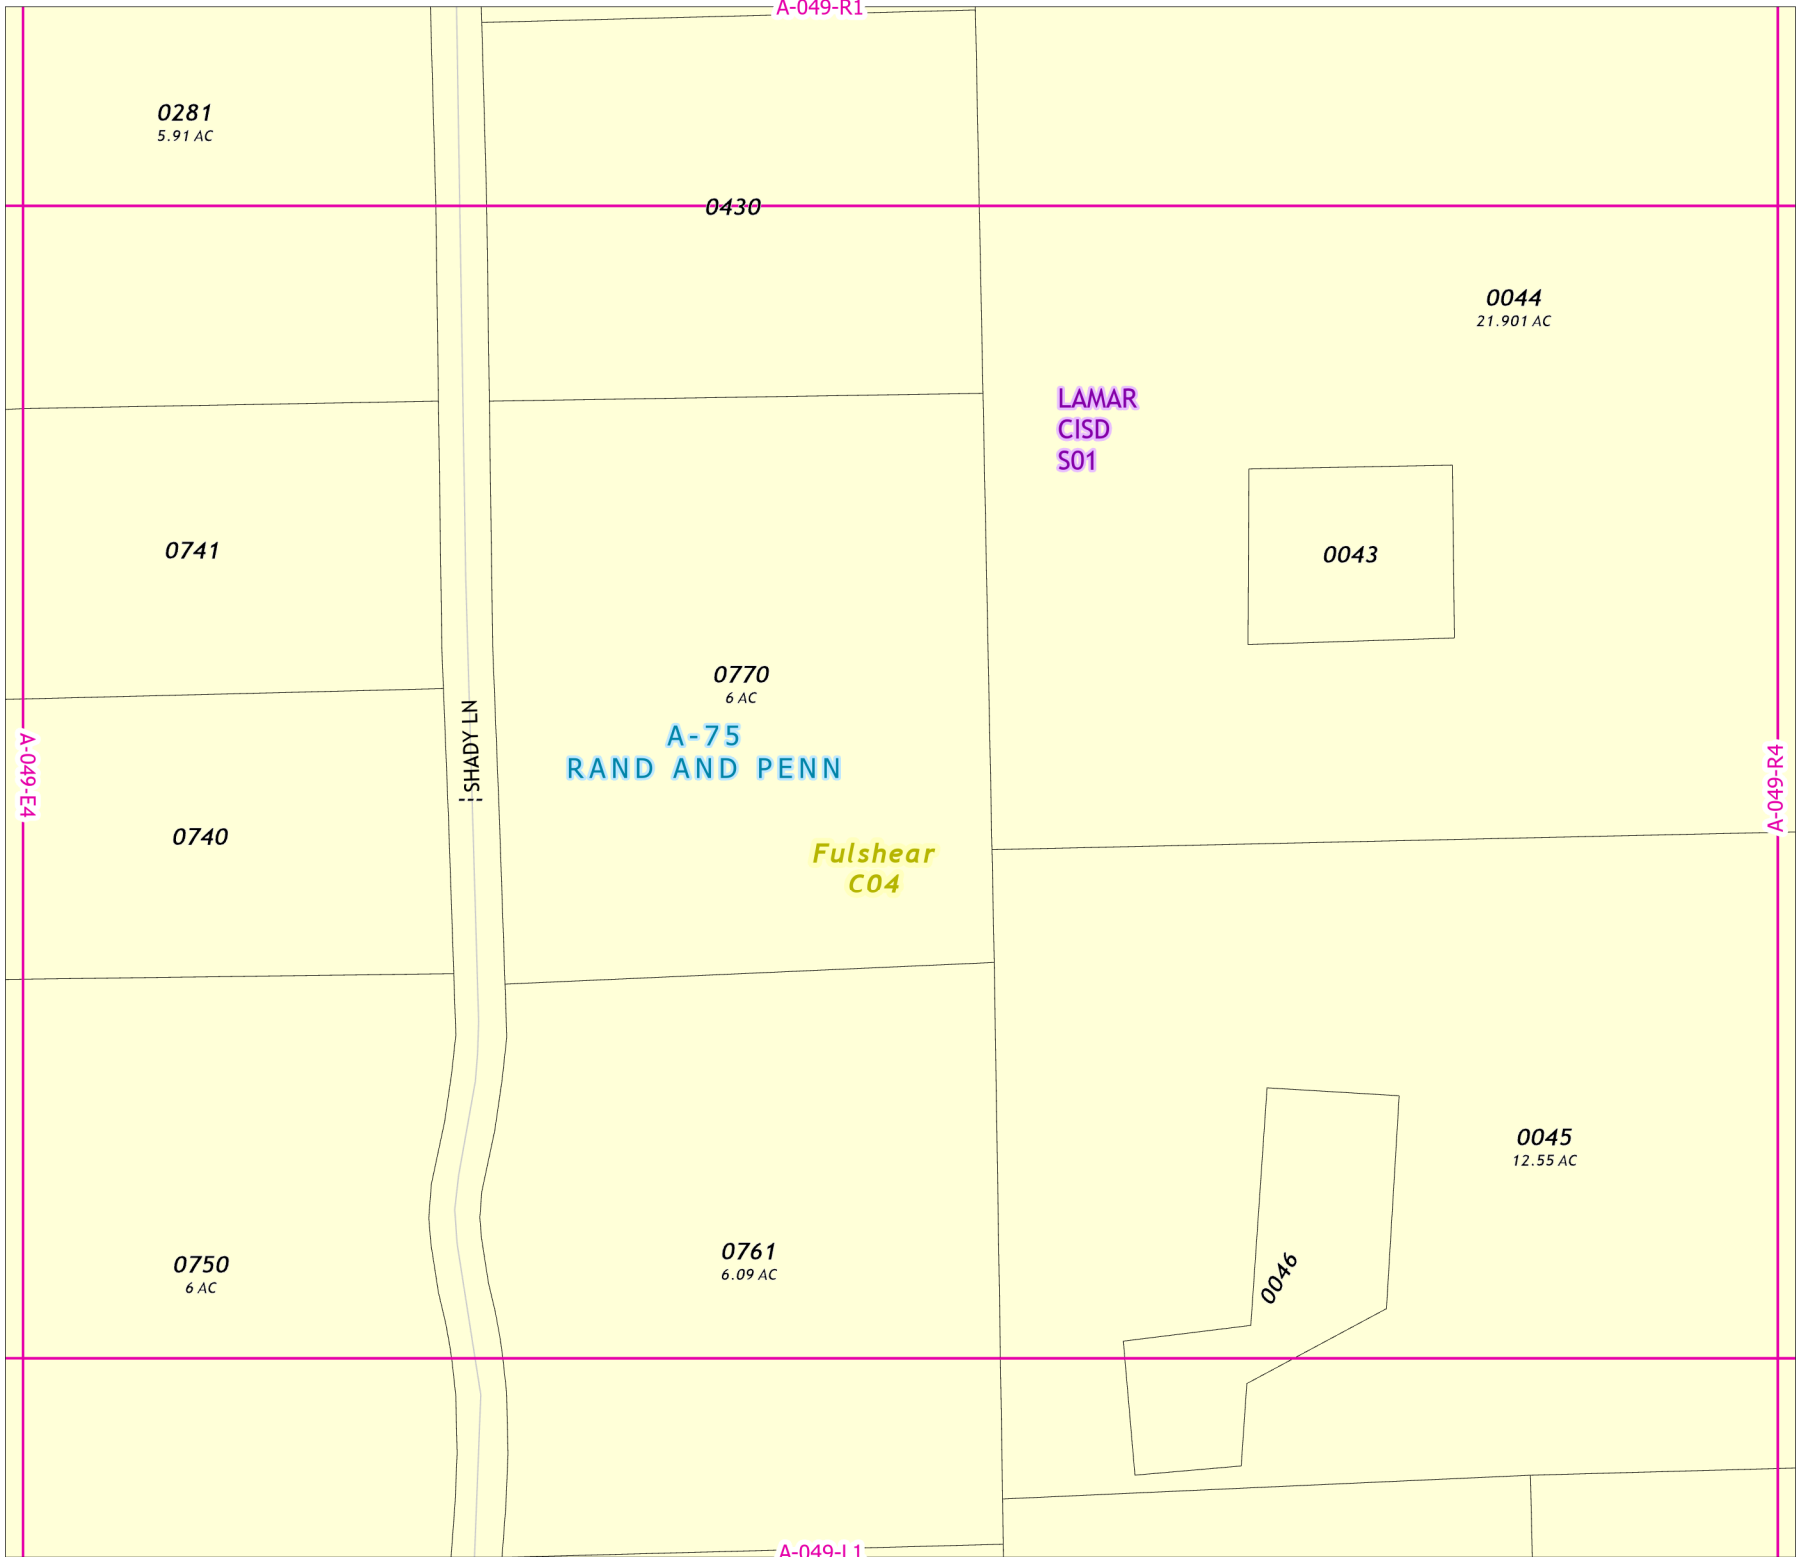 A-049-R1
0281
5.91 AC
0430
0044
21.901 AC
LAMAR
CISD
S01
0741
0043
0770
6 AC
SHADY LN
A-75
RAND AND PENN
A-049-E4
A-049-R4
0740
Fulshear
C04
0045
12.55 AC
0750
6 AC
0761
6.09 AC
0046
A-049-L1